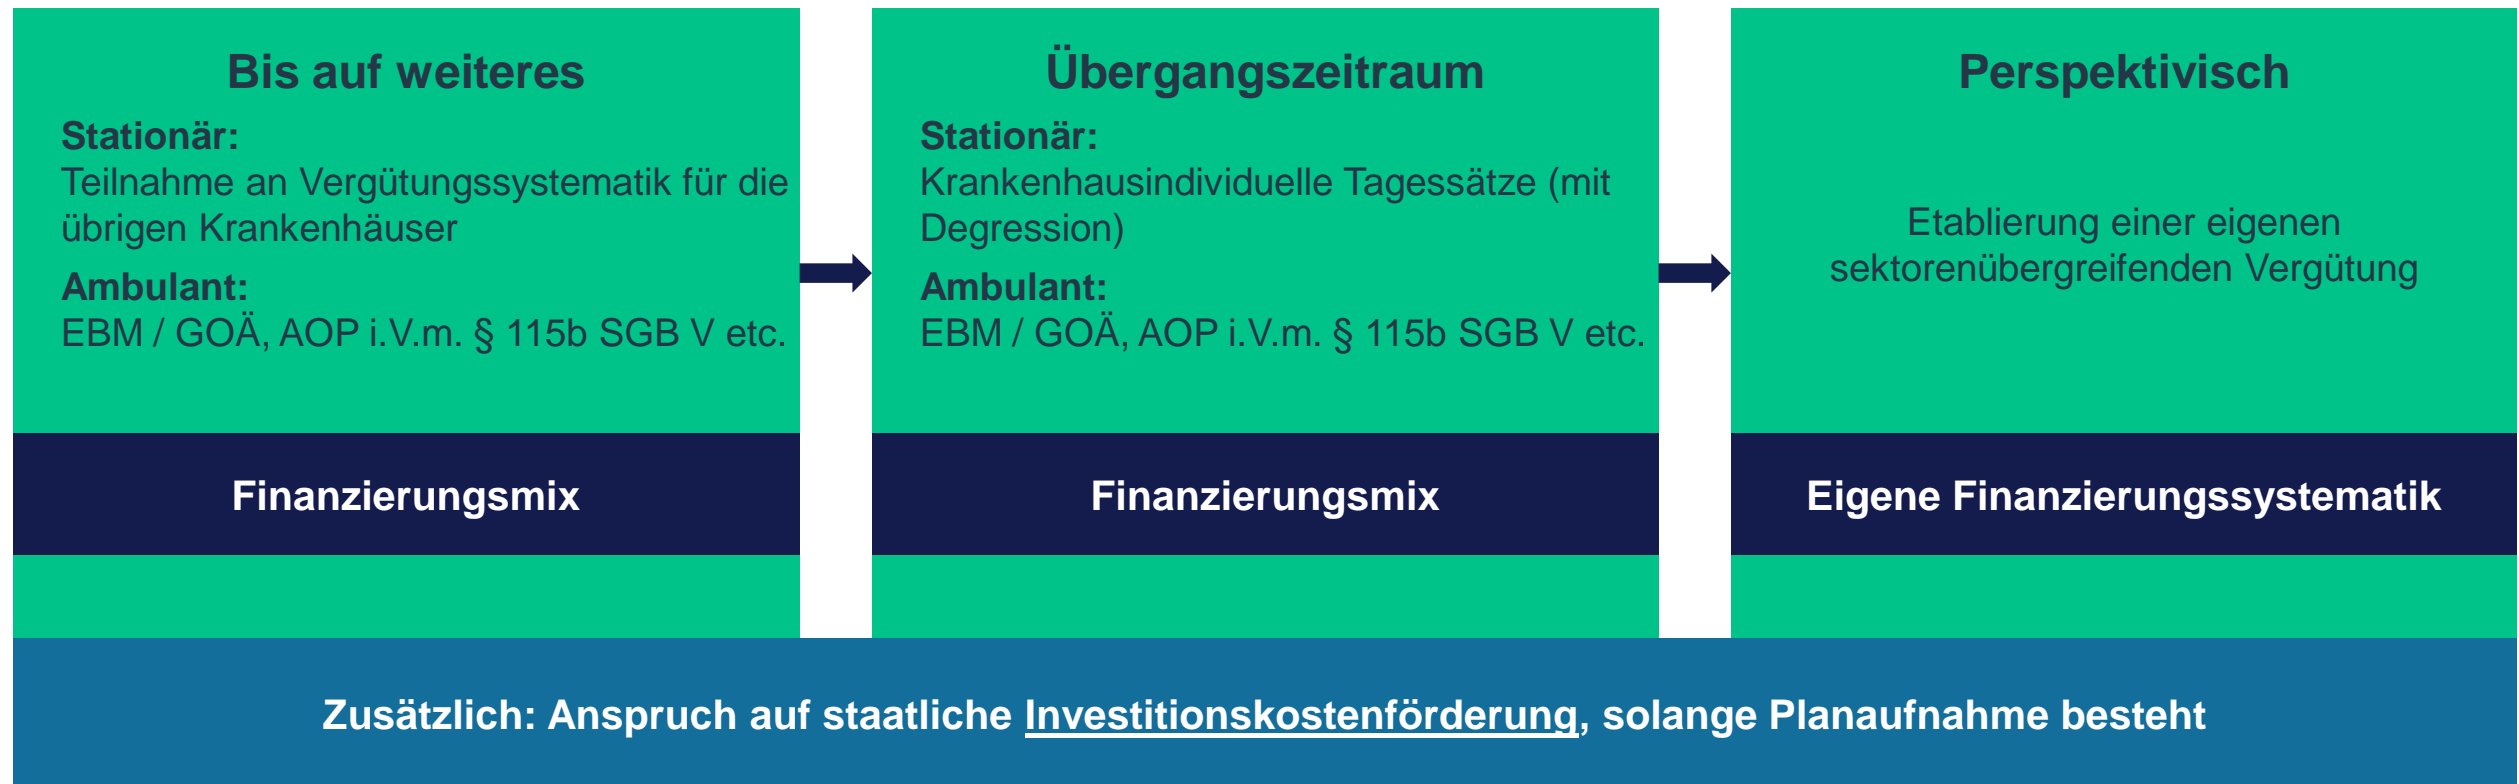 Bis auf weiteres
Stationär:
Teilnahme an Vergütungssystematik für die
übrigen Krankenhäuser
Ambulant:
EBM / GOÄ, AOP i.V.m. § 115b SGB V etc.
Finanzierungsmix
Übergangszeitraum
Stationär:
Krankenhausindividuelle Tagessätze (mit
Degression)
Ambulant:
EBM / GOÄ, AOP i.V.m. § 115b SGB V etc.
Finanzierungsmix
Perspektivisch
Etablierung einer eigenen
sektorenübergreifenden Vergütung
Eigene Finanzierungssystematik
Zusätzlich: Anspruch auf staatliche Investitionskostenförderung, solange Planaufnahme besteht